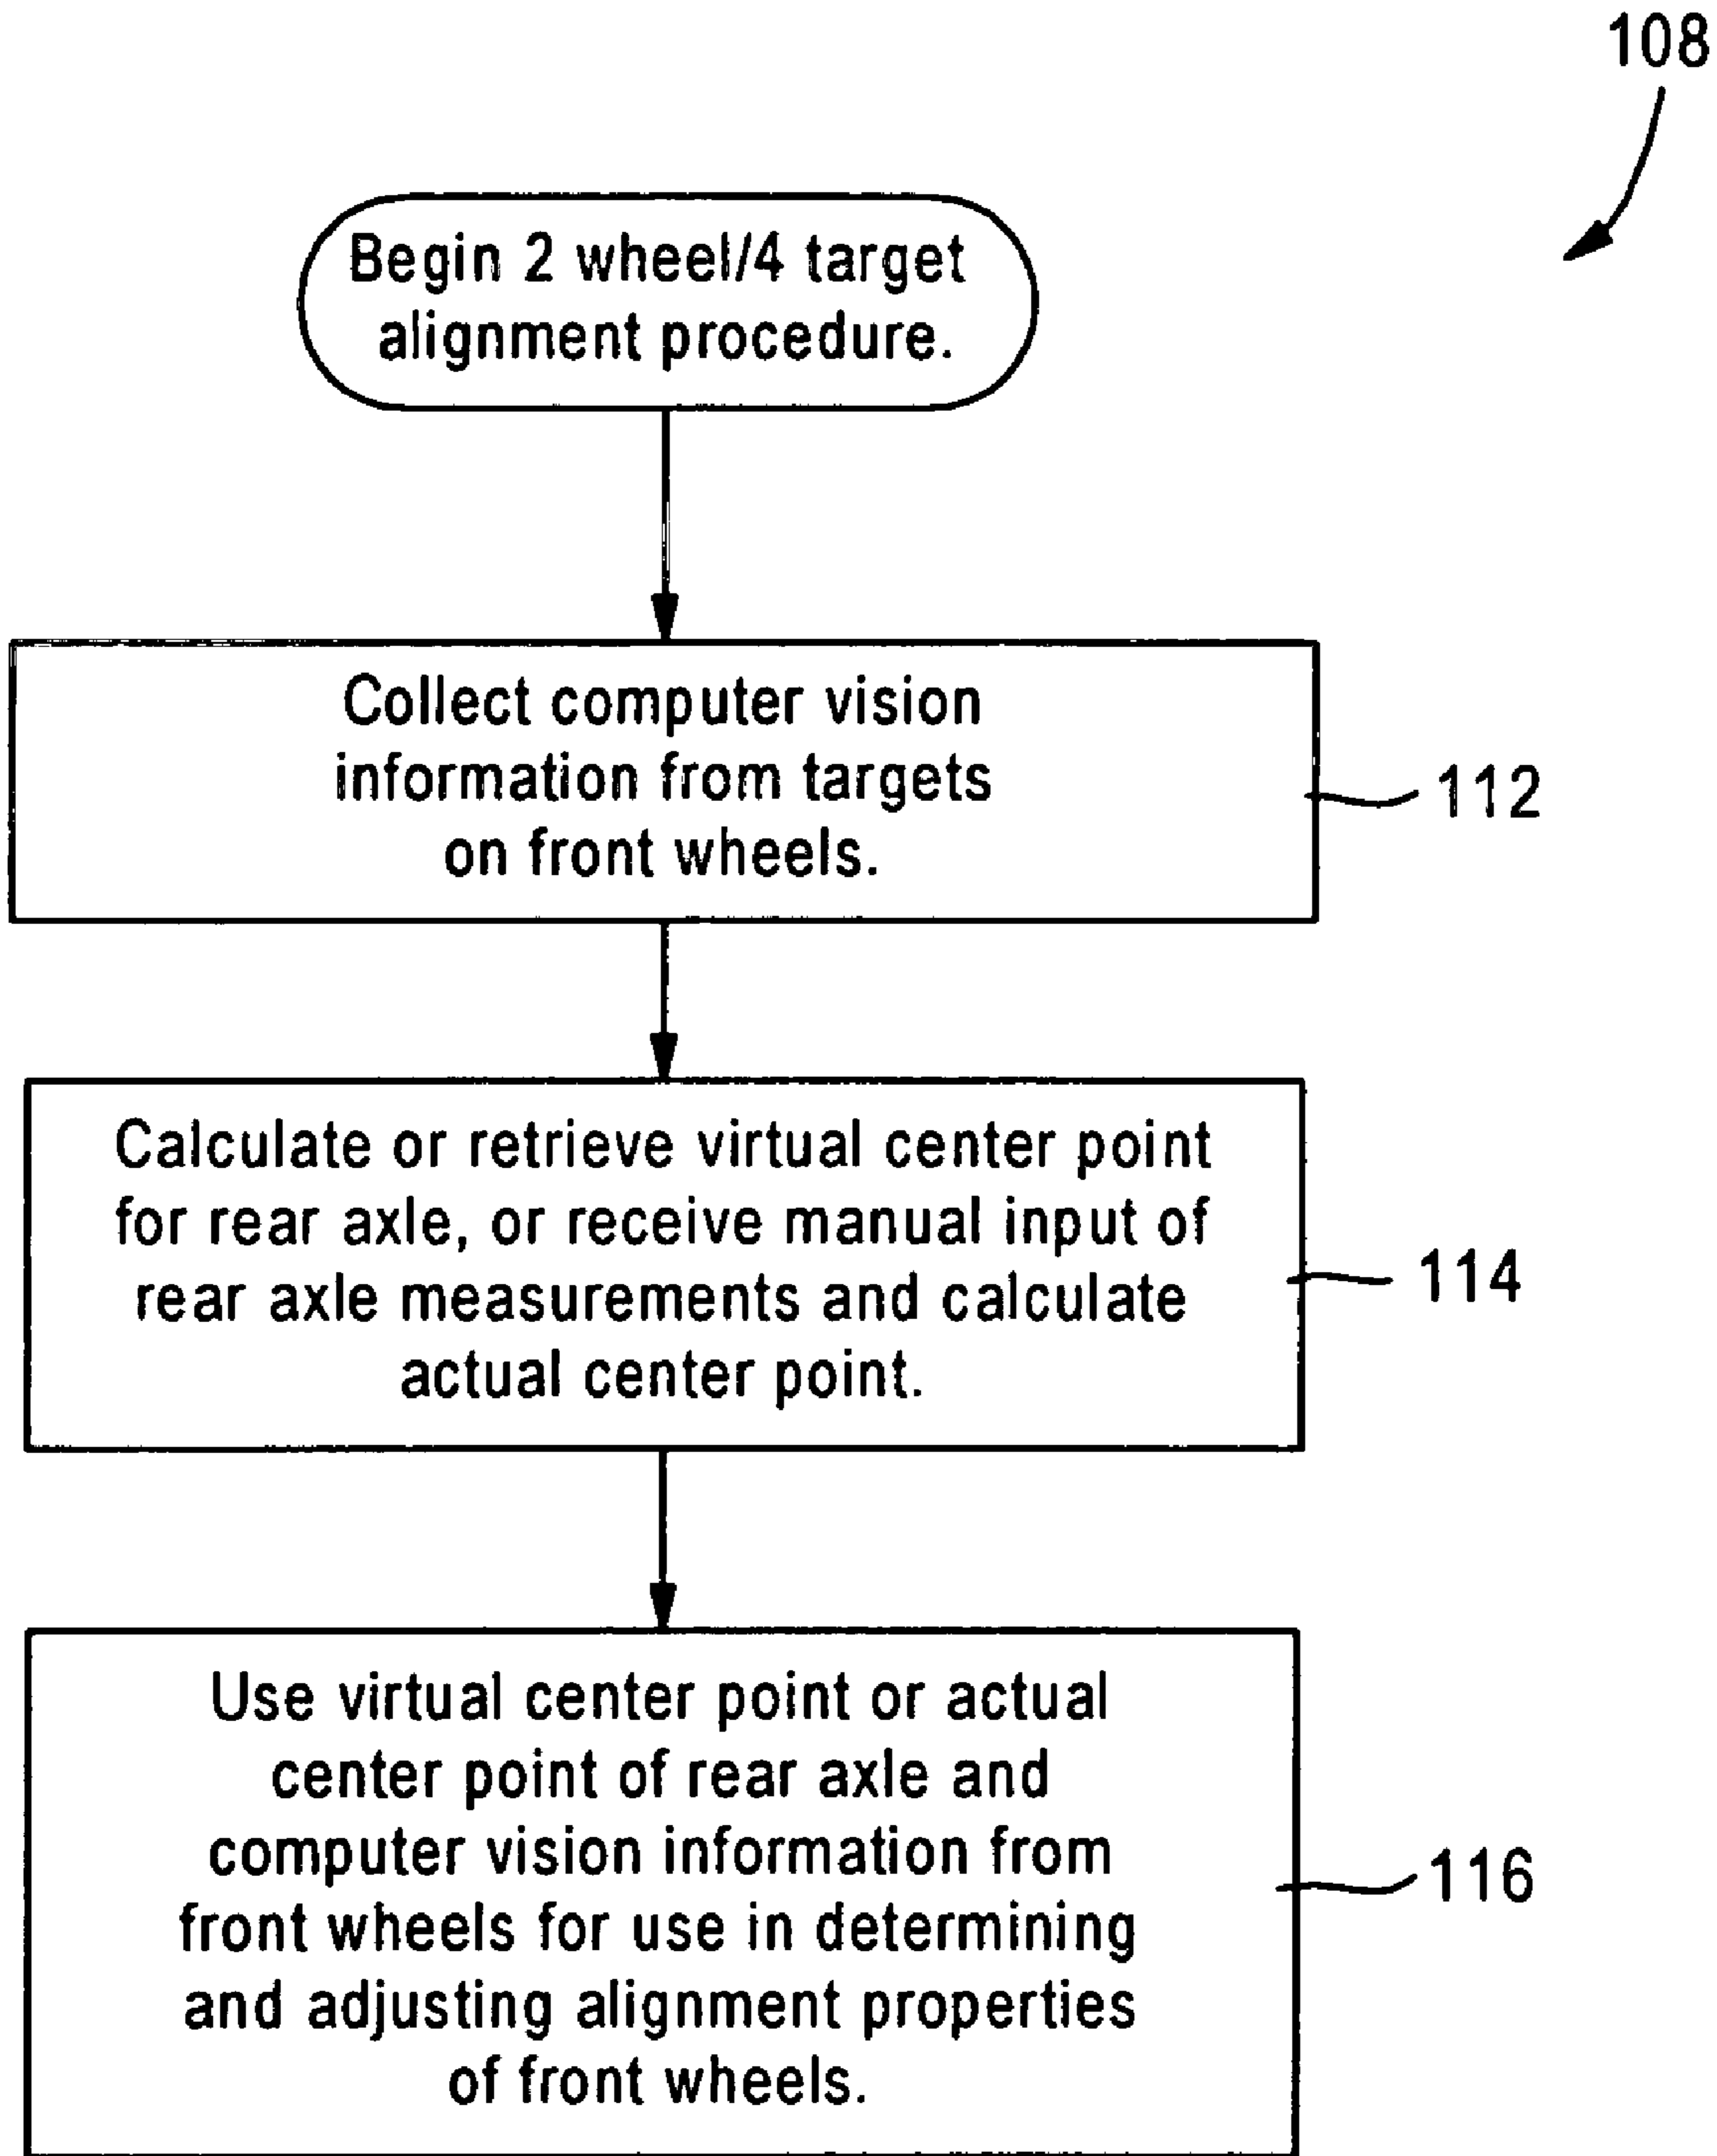 108
Begin 2 wheel/4 target
alignment procedure.
Collect computer vision
information from targets
on front wheels.
112
Calculate or retrieve virtual center point
for rear axle, or receive manual input of
rear axle measurements and calculate
actual center point.
114
Use virtual center point or actual
center point of rear axle and
computer vision information from
front wheels for use in determining
and adjusting alignment properties
of front wheels.
116